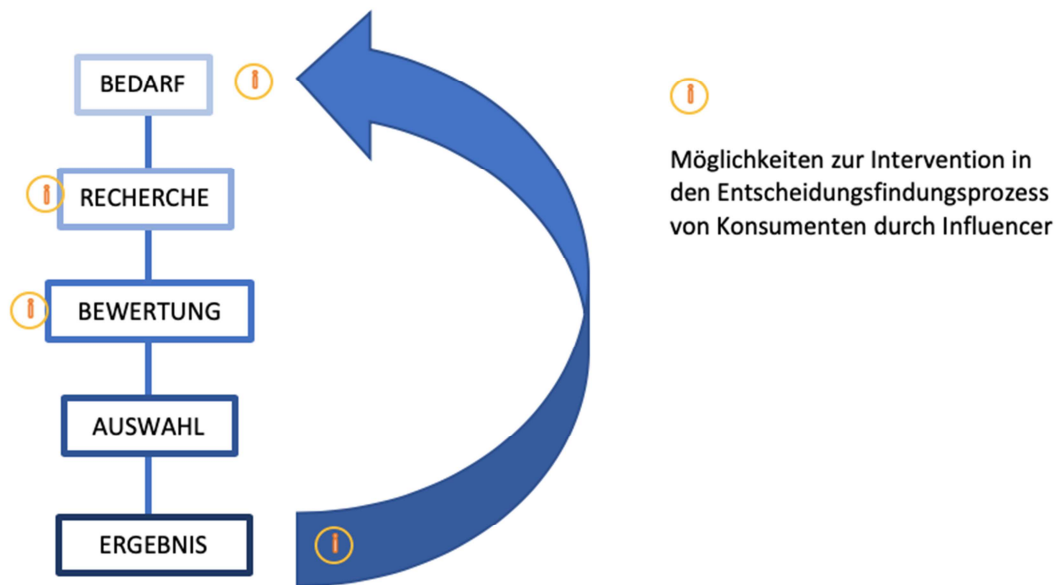 BEDARF
i
i
RECHERCHE
i
BEWERTUNG
AUSWAHL
ERGEBNIS
i
i
Möglichkeiten zur Intervention in
den Entscheidungsfindungsprozess
von Konsumenten durch Influencer